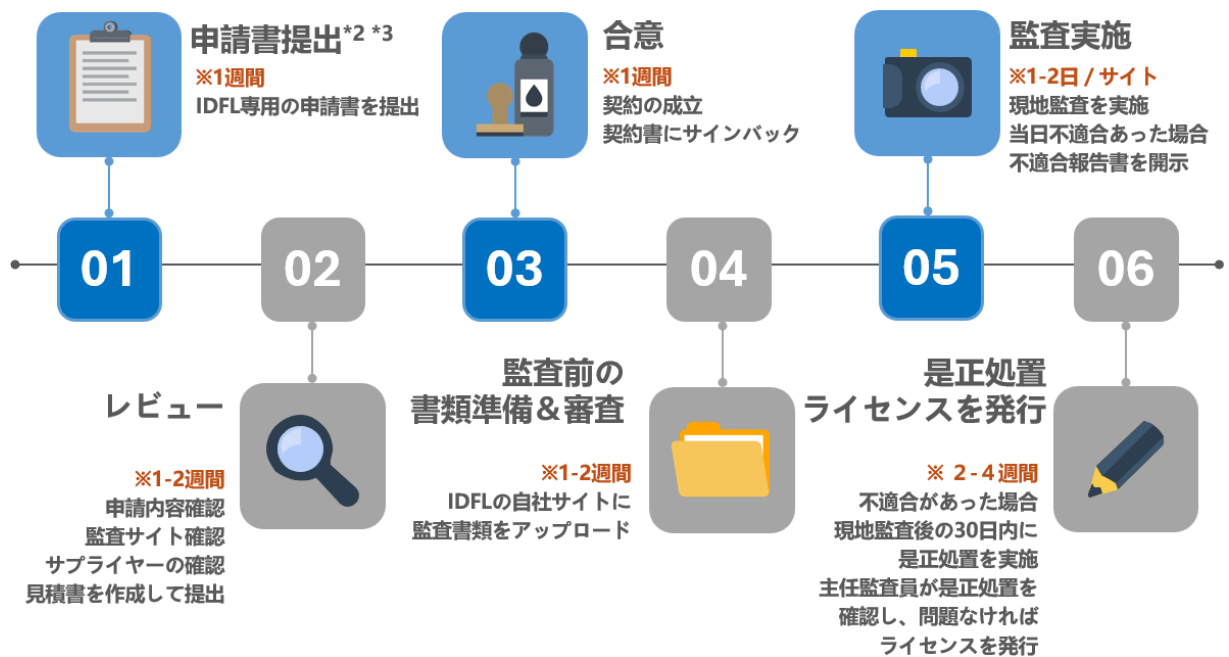 申請書提出*2 *3
※1週間
IDFL専用の申請書を提出
合意
※1週間
契約の成立
契約書にサインバック
監査実施
※1-2日 / サイト
現地監査を実施
当日不適合あった場合
不適合報告書を開示
01
02
03
04
05
06
レビュー
※1-2週間
申請内容確認
監査サイト確認
サプライヤーの確認
見積書を作成して提出
監査前の
書類準備＆審査
※1-2週間
IDFLの自社サイトに
監査書類をアップロード
是正処置
ライセンスを発行
※ 2 - 4 週間
不適合があった場合
現地監査後の30日内に
是正処置を実施
主任監査員が是正処置を
確認し、問題なければ
ライセンスを発行